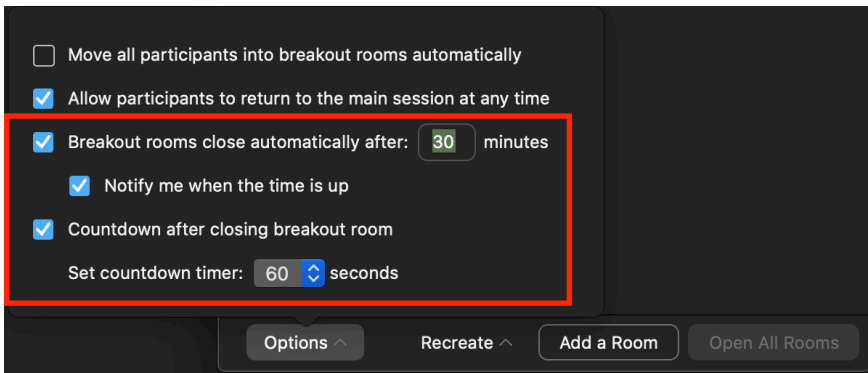 Move all participants into breakout rooms automatically
Allow participants to return to the main session at any time
Breakout rooms close automatically after: 30 minutes
Notify me when the time is up
Countdown after closing breakout room
Set countdown timer: 60 seconds
Options Recreate Add a Room Open All Rooms